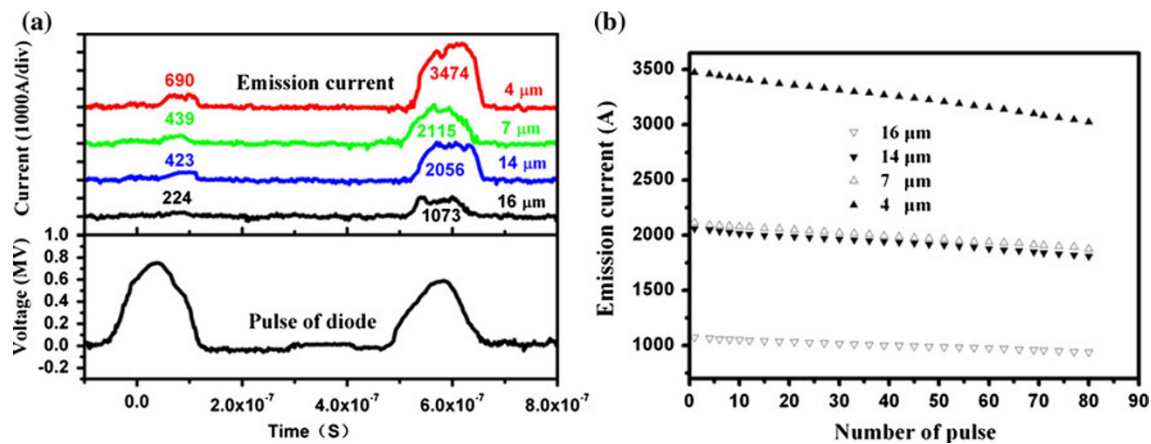 (a)
Current (1000A/div)
Emission current
690
3474
4 μm
439
2115
7 μm
423
2056
14 μm
224
1073
16 μm
Voltage (MV)
1.0
0.8
0.6
0.4
0.2
0.0
-0.2
Pulse of diode
0.0
2.0x10⁻⁷
4.0x10⁻⁷
6.0x10⁻⁷
8.0x10⁻⁷
Time (S)
(b)
Emission current (A)
3500
3000
2500
2000
1500
1000
16 μm
14 μm
7 μm
4 μm
0
10
20
30
40
50
60
70
80
90
Number of pulse